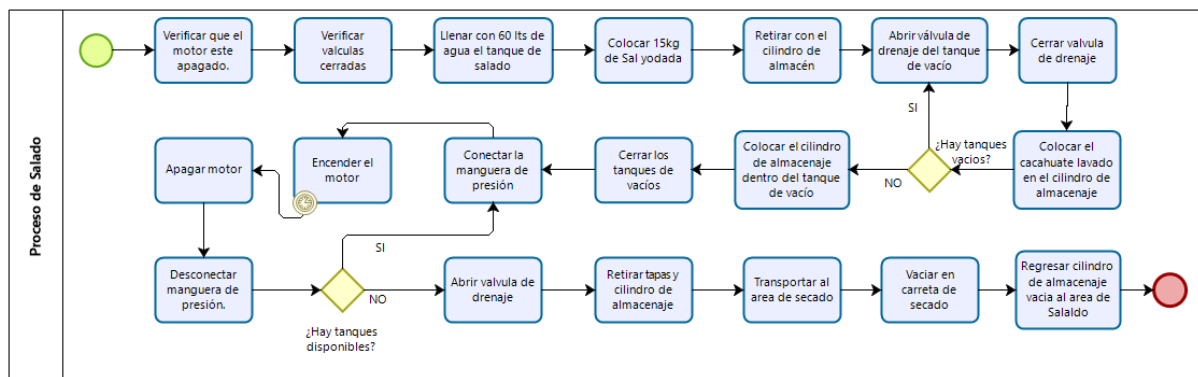 Proceso de Salado
Verificar que el
motor este
apagado.
Verificar
valculas
cerradas
Llenar con 60 lts de
agua el tanque de
salado
Colocar 15kg
de Sal yodada
Retirar con el
cilindro de
almacén
Abrir válvula de
drenaje del tanque
de vacío
Cerrar valvula
de drenaje
SI
Apagar motor
Encender el
motor
Conectar la
manguera de
presión
Cerrar los
tanques de
vacíos
Colocar el cilindro
de almacenaje
dentro del tanque
de vacío
NO
¿Hay tanques
vacios?
Colocar el
cacahuate lavado
en el cilindro de
almacenaje
Desconectar
manguera de
presión.
SI
NO
¿Hay tanques
disponibles?
Abrir valvula de
drenaje
Retirar tapas y
cilindro de
almacenaje
Transportar al
area de secado
Vaciar en
carreta de
secado
Regresar cilindro
de almacenaje
vacia al area de
Salaldo